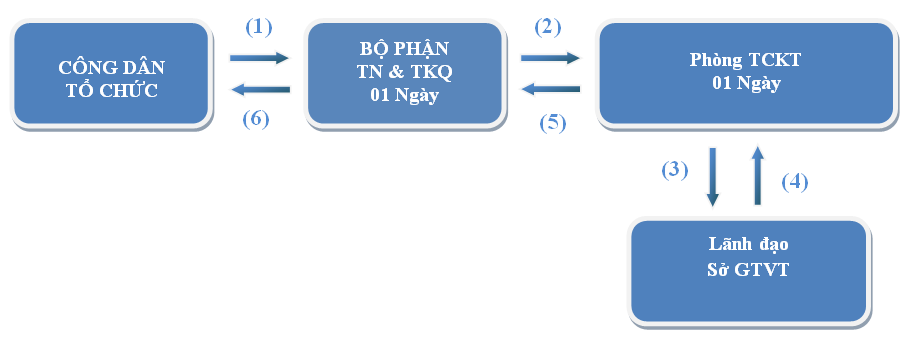 (1)
(2)
CÔNG DÂN
TỔ CHỨC
BỘ PHẬN
TN & TKQ
01 Ngày
Phòng TCKT
01 Ngày
(6)
(5)
(3)
(4)
Lãnh đạo
Sở GTVT